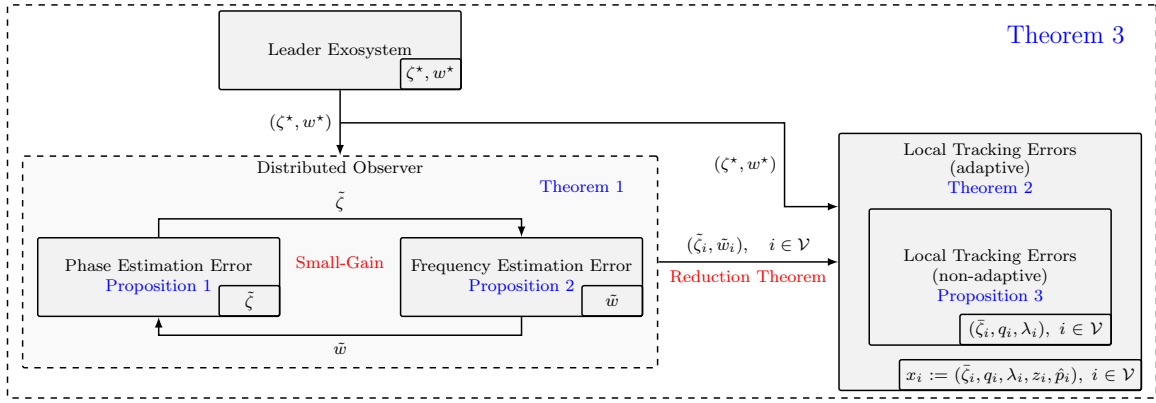 Theorem 3
Leader Exosystem
ζ*, w*
(ζ*, w*)
(ζ*, w*)
Distributed Observer
Theorem 1
ζ̃
Phase Estimation Error
Proposition 1
ζ̃
Small-Gain
Frequency Estimation Error
Proposition 2
w̃
w̃
(ζ̃ᵢ, w̃ᵢ), i ∈ 𝒱
Reduction Theorem
Local Tracking Errors
(adaptive)
Theorem 2
Local Tracking Errors
(non-adaptive)
Proposition 3
(ζ̄ᵢ, qᵢ, λᵢ), i ∈ 𝒱
xᵢ := (ζ̄ᵢ, qᵢ, λᵢ, zᵢ, p̂ᵢ), i ∈ 𝒱